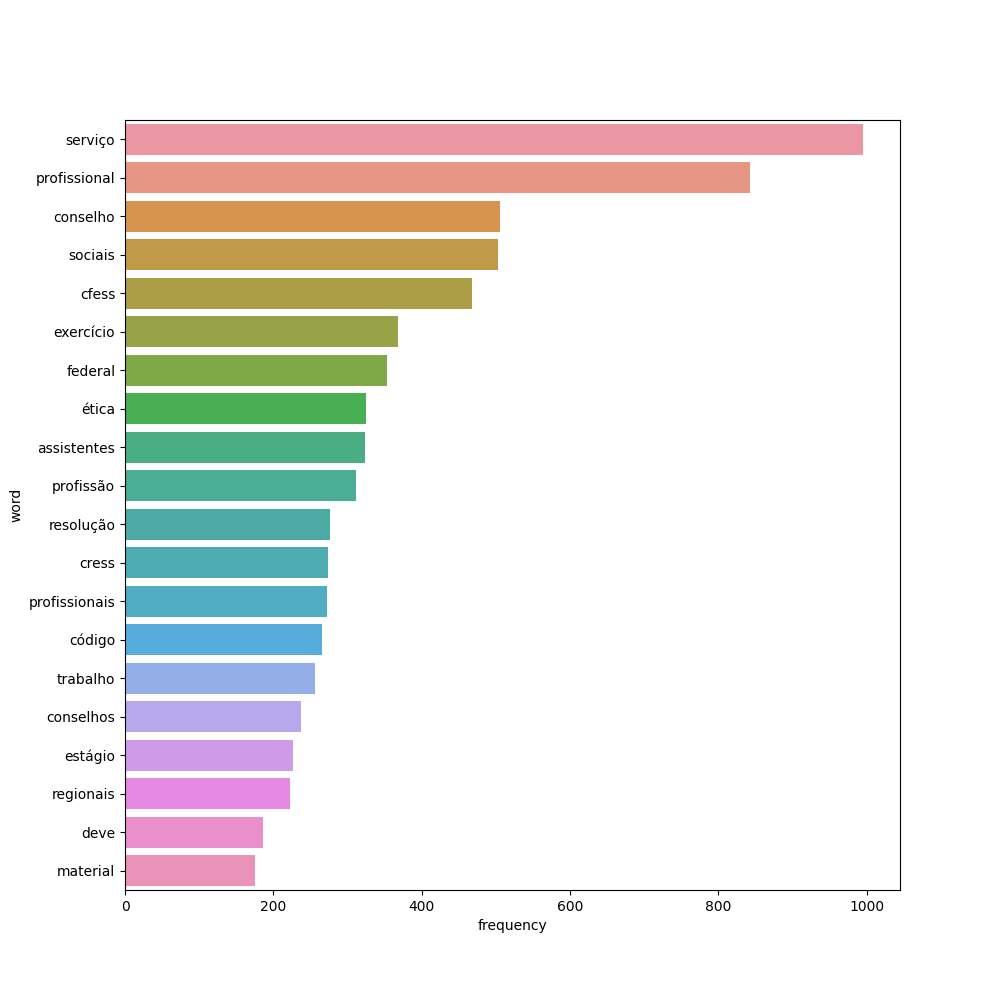 serviço
profissional
conselho
sociais
cfess
exercício
federal
ética
assistentes
profissão
resolução
cress
profissionais
código
trabalho
conselhos
estágio
regionais
deve
material
word
0 200 400 600 800 1000
frequency